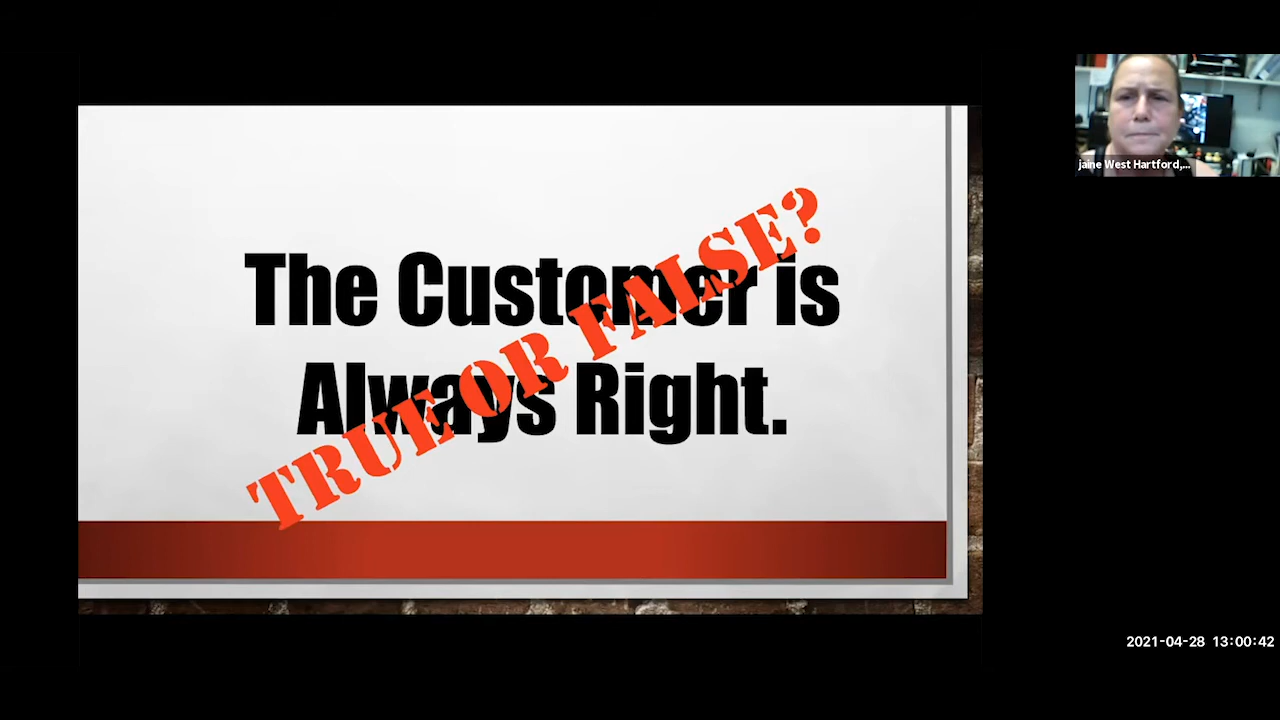 The Customer is
Always Right.
TRUE OR FALSE?
jaine West Hartford,...
2021-04-28 13:00:42